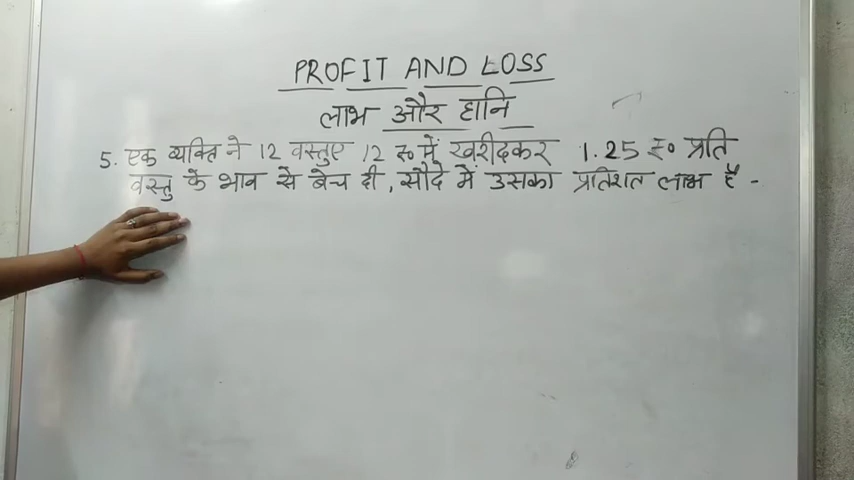 PROFIT AND LOSS
लाभ और हानि
5. एक व्यक्ति ने 12 वस्तुए 12 रु० में खरीदकर 1.25 रु० प्रति
वस्तु के भाव से बेच दी, सौदे में उसका प्रतिशत लाभ है -